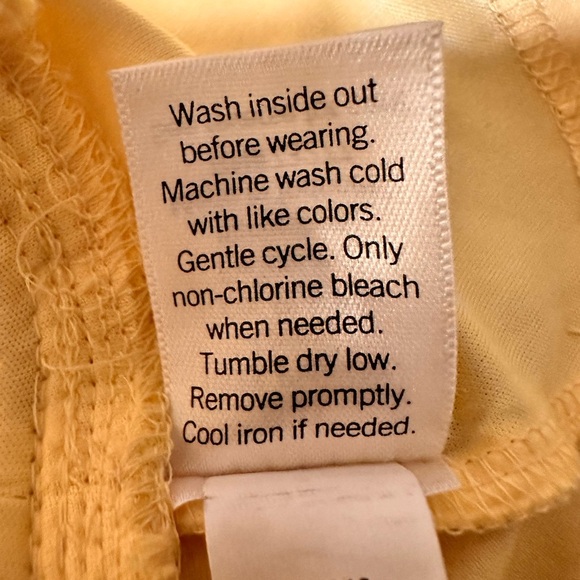 Wash inside out
before wearing.
Machine wash cold
with like colors.
Gentle cycle. Only
non-chlorine bleach
when needed.
Tumble dry low.
Remove promptly.
Cool iron if needed.